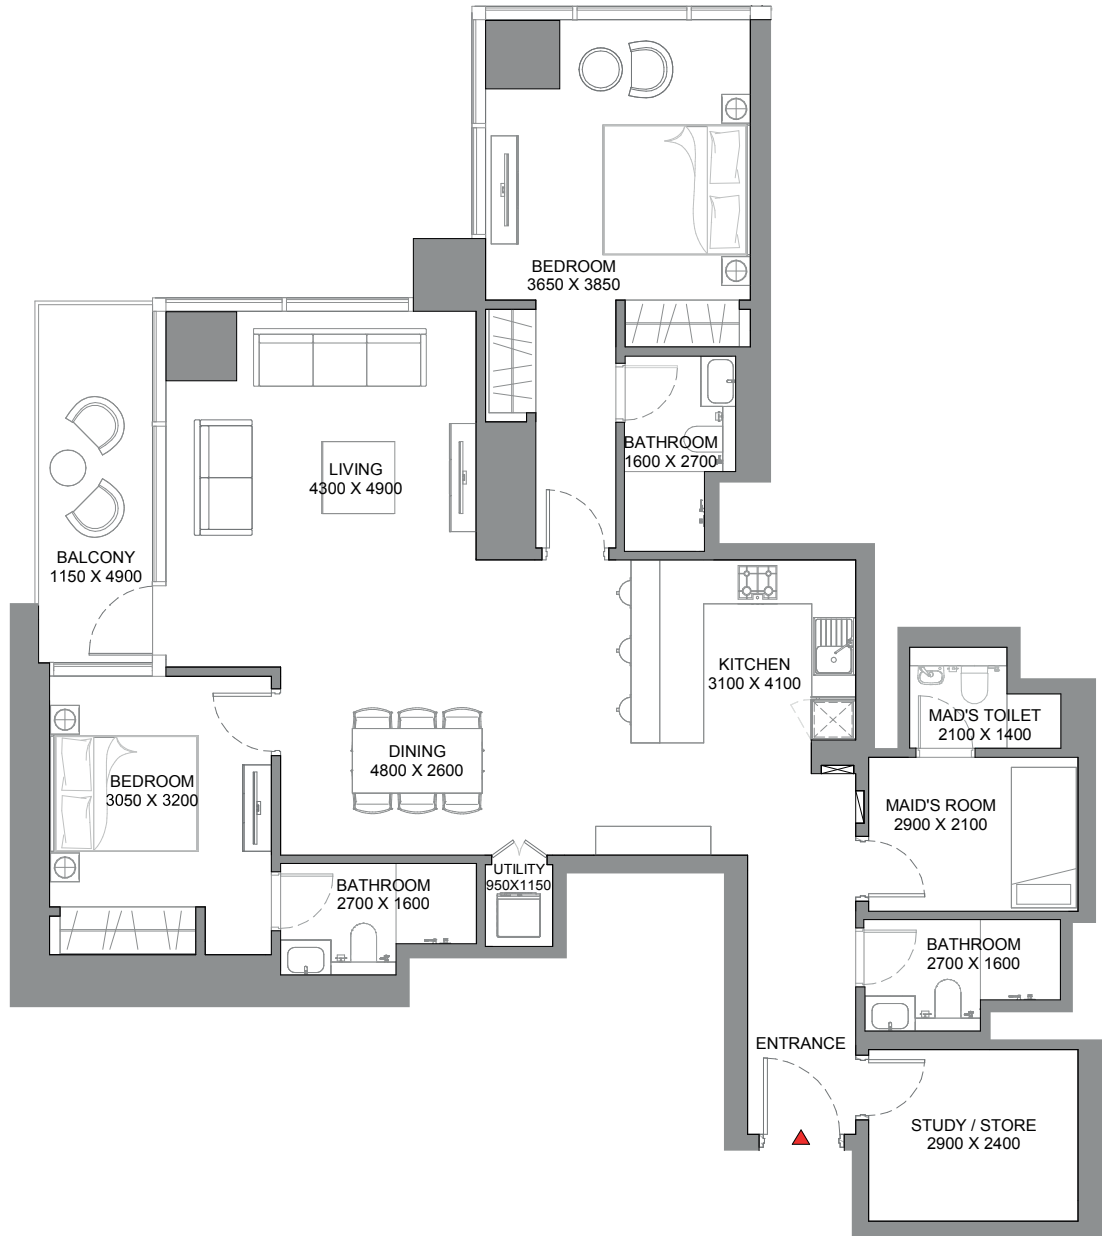 BEDROOM
3650 X 3850
BATHROOM
1600 X 2700
LIVING
4300 X 4900
BALCONY
1150 X 4900
KITCHEN
3100 X 4100
MAD'S TOILET
2100 X 1400
DINING
4800 X 2600
BEDROOM
3050 X 3200
MAID'S ROOM
2900 X 2100
UTILITY
950X1150
BATHROOM
2700 X 1600
BATHROOM
2700 X 1600
ENTRANCE
STUDY / STORE
2900 X 2400